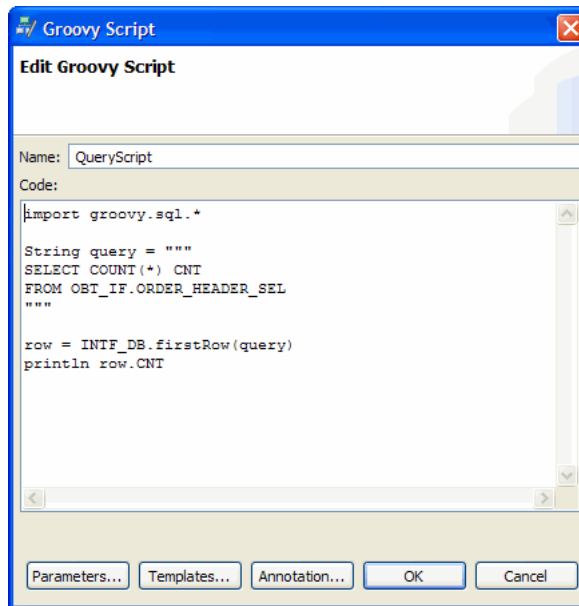 Groovy Script
Edit Groovy Script
Name: QueryScript
Code:
import groovy.sql.*
String query = """
SELECT COUNT(*) CNT
FROM OBT_IF.ORDER_HEADER_SEL
"""
row = INTF_DB.firstRow(query)
println row.CNT
Parameters... Templates... Annotation... OK Cancel